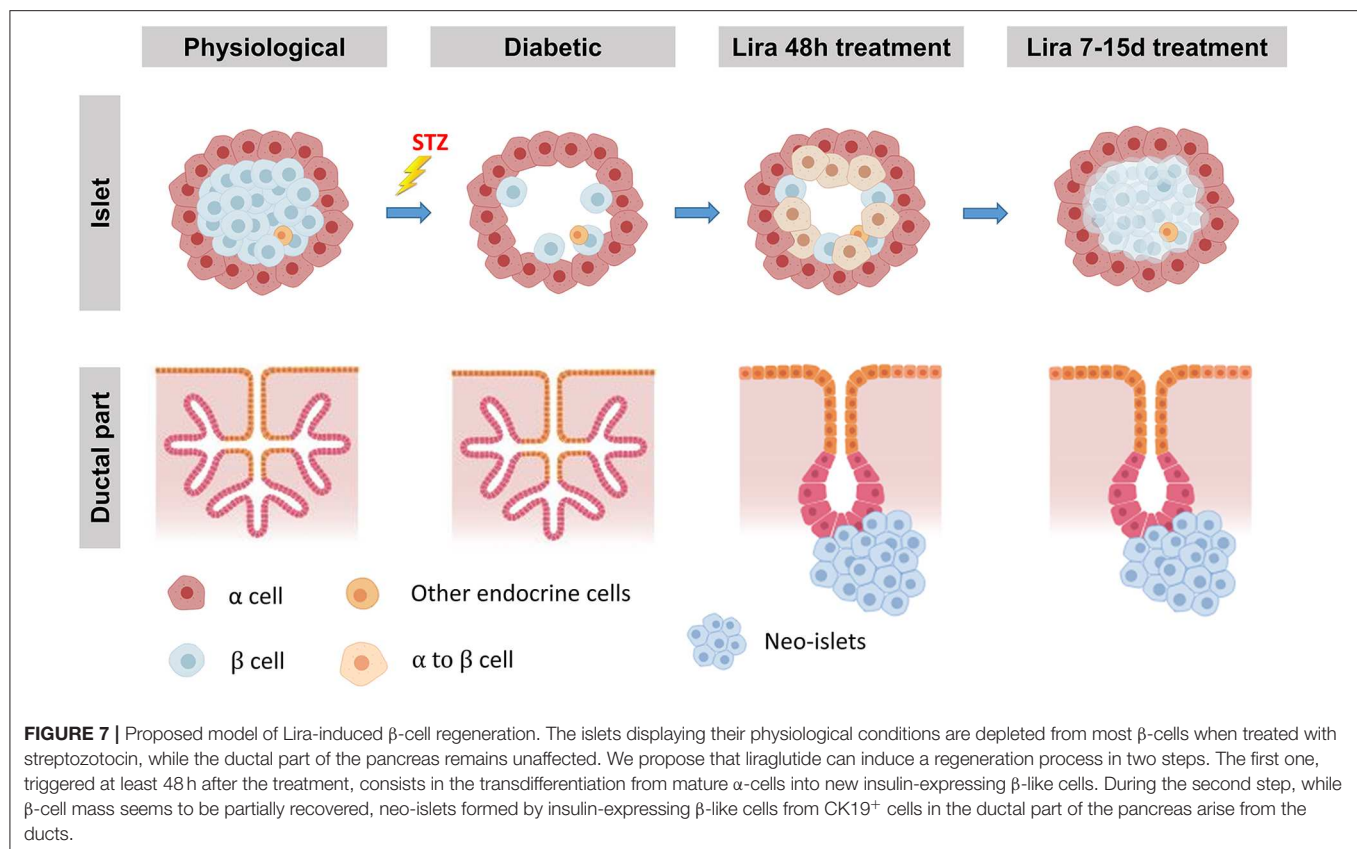 Physiological
Diabetic
Lira 48h treatment
Lira 7-15d treatment
Islet
STZ
Ductal part
α cell
Other endocrine cells
β cell
α to β cell
Neo-islets
FIGURE 7 | Proposed model of Lira-induced β-cell regeneration. The islets displaying their physiological conditions are depleted from most β-cells when treated with
streptozotocin, while the ductal part of the pancreas remains unaffected. We propose that liraglutide can induce a regeneration process in two steps. The first one,
triggered at least 48 h after the treatment, consists in the transdifferentiation from mature α-cells into new insulin-expressing β-like cells. During the second step, while
β-cell mass seems to be partially recovered, neo-islets formed by insulin-expressing β-like cells from CK19+ cells in the ductal part of the pancreas arise from the
ducts.